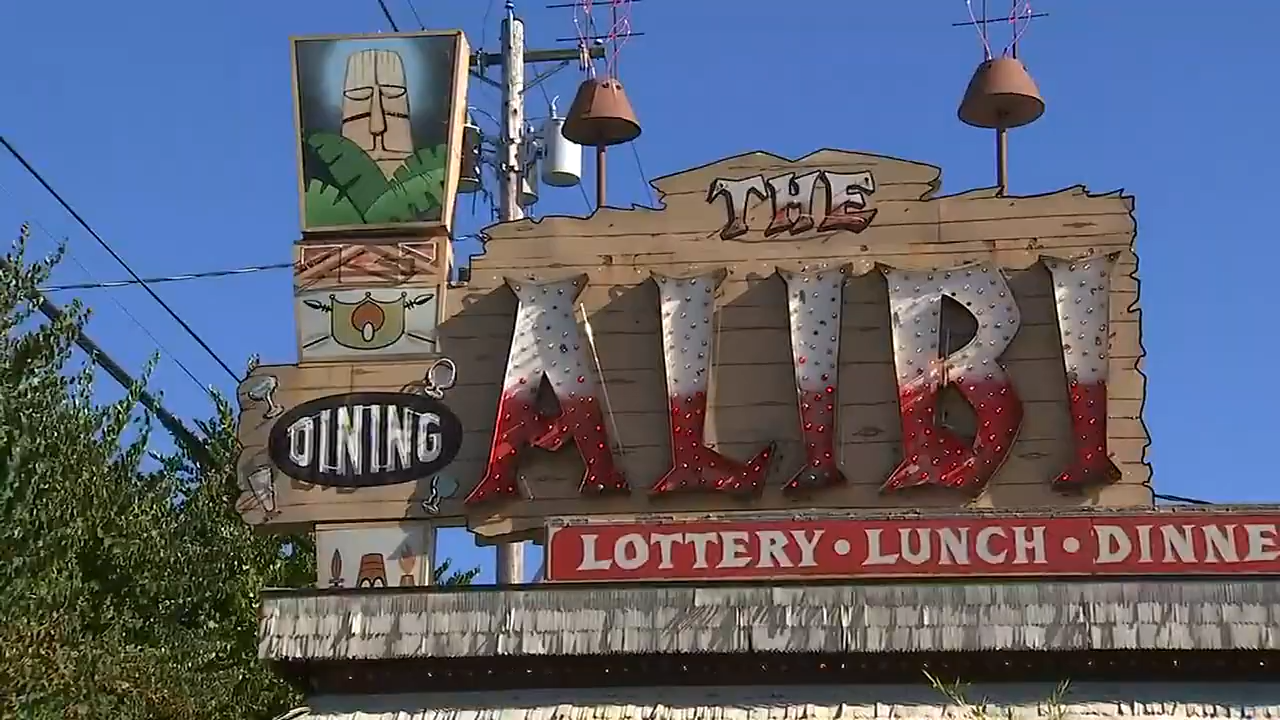 THE
ALIBI
DINING
LOTTERY • LUNCH • DINNE